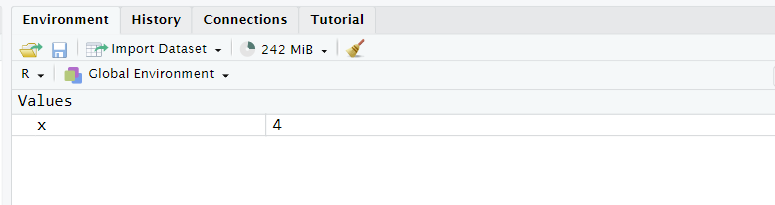 Environment History Connections Tutorial
Import Dataset 242 MiB
R Global Environment
Values
x 4